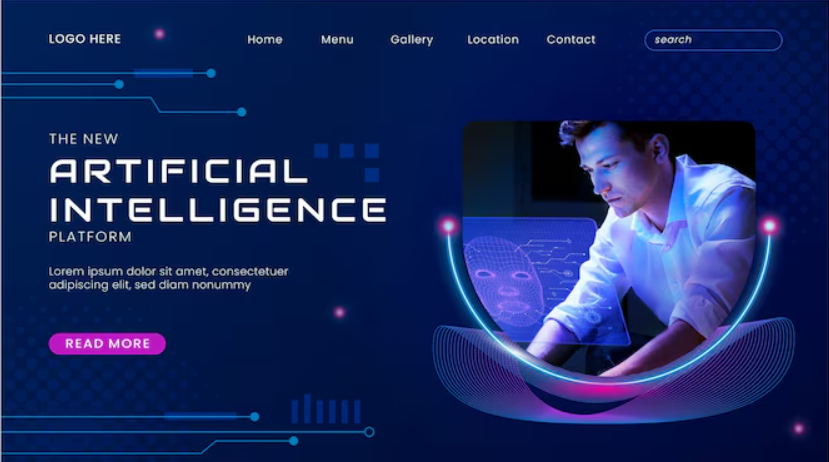 LOGO HERE
Home
Menu
Gallery
Location
Contact
search
THE NEW
ARTIFICIAL
INTELLIGENCE
PLATFORM
Lorem ipsum dolor sit amet, consectetuer
adipiscing elit, sed diam nonummy
READ MORE